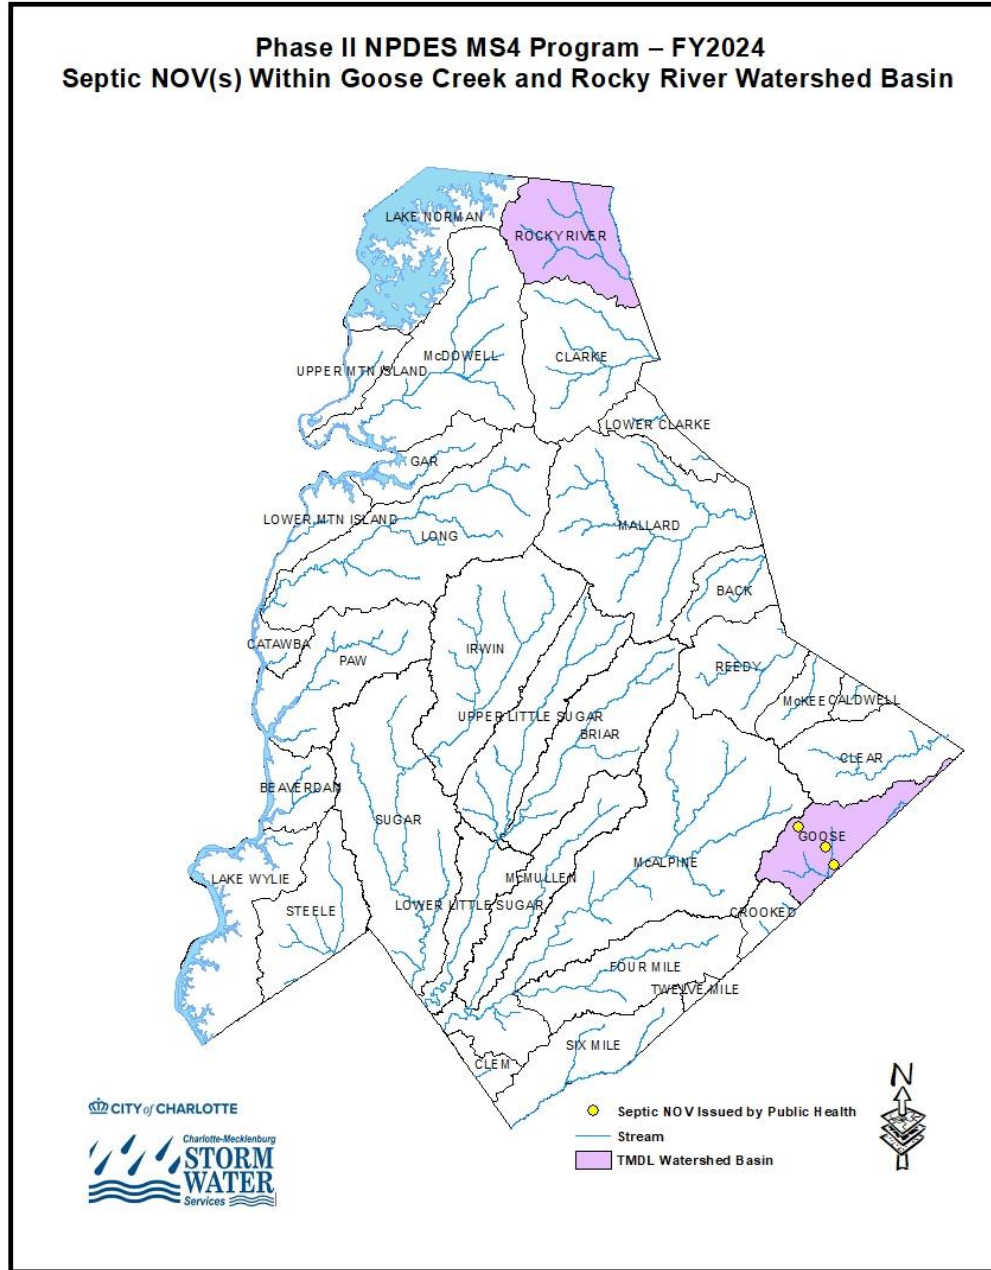 Phase II NPDES MS4 Program – FY2024
Septic NOV(s) Within Goose Creek and Rocky River Watershed Basin
LAKE NORMAN
ROCKY RIVER
McDOWELL
CLARKE
UPPER MTN ISLAND
LOWER CLARKE
GAR
LOWER MTN ISLAND
MALLARD
LONG
BACK
CATAWBA
IRWIN
PAW
REEDY
McKEE
CALDWELL
UPPER LITTLE SUGAR
BRIAR
CLEAR
BEAVERDAM
SUGAR
GOOSE
McALPINE
McMULLEN
LAKE WYLIE
LOWER LITTLE SUGAR
STEELE
CROOKED
FOUR MILE
TWELVE MILE
SIX MILE
CLEM
N
CITY of CHARLOTTE
Septic NOV Issued by Public Health
Stream
TMDL Watershed Basin
Charlotte-Mecklenburg
STORM
WATER
Services